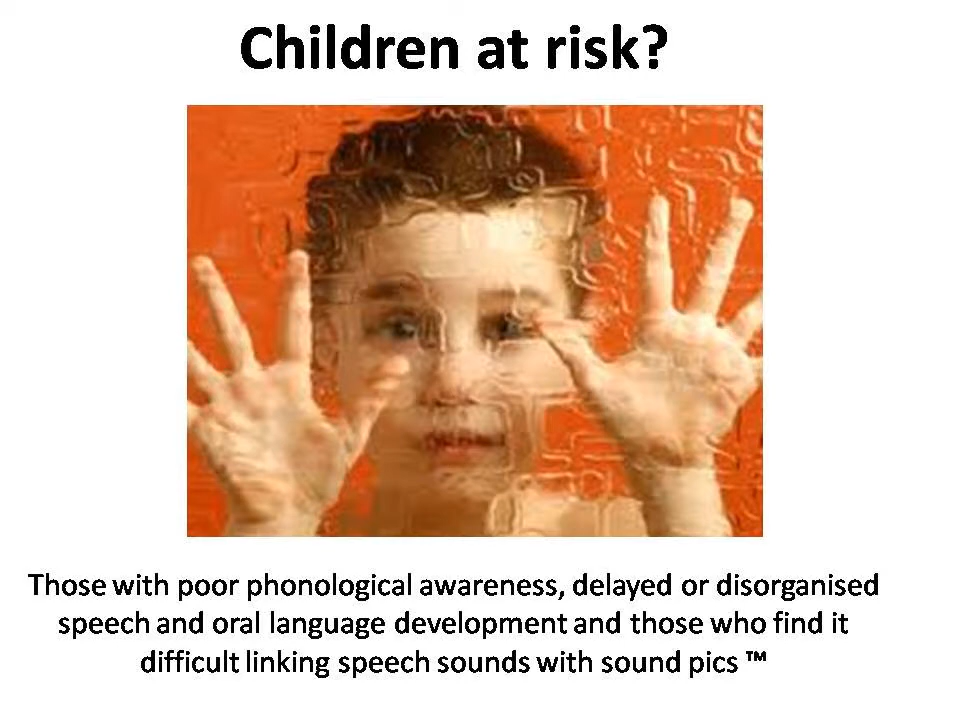 Children at risk?
Those with poor phonological awareness, delayed or disorganised
speech and oral language development and those who find it
difficult linking speech sounds with sound pics ™